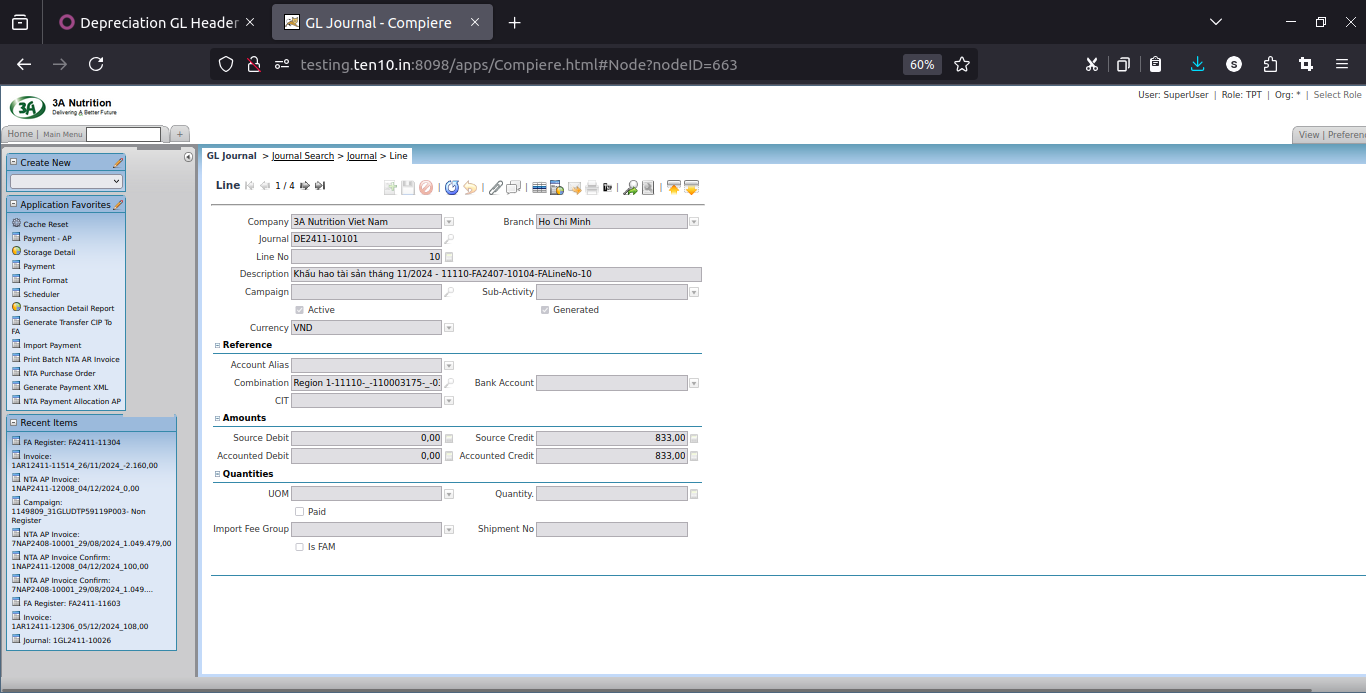 Depreciation GL Header
GL Journal - Compiere
testing.ten10.in:8098/apps/Compiere.html#Node?nodeID=663
60%
S
3A
3A Nutrition
Delivering A Better Future
User: SuperUser | Role: TPT | Org: * | Select Role
Home | Main Menu
View | Preferen
Create New
Application Favorites
Cache Reset
Payment - AP
Storage Detail
Payment
Print Format
Scheduler
Transaction Detail Report
Generate Transfer CIP To
FA
Import Payment
Print Batch NTA AR Invoice
NTA Purchase Order
Generate Payment XML
NTA Payment Allocation AP
Recent Items
FA Register: FA2411-11304
Invoice:
1AR12411-11514_26/11/2024_-2.160,00
NTA AP Invoice:
1NAP2411-12008_04/12/2024_0,00
Campaign:
1149809_31GLUDTP59119P003- Non
Register
NTA AP Invoice:
7NAP2408-10001_29/08/2024_1.049.479,00
NTA AP Invoice Confirm:
1NAP2411-12008_04/12/2024_100,00
NTA AP Invoice Confirm:
7NAP2408-10001_29/08/2024_1.049....
FA Register: FA2411-11603
Invoice:
1AR12411-12306_05/12/2024_108,00
Journal: 1GL2411-10026
GL Journal > Journal Search > Journal > Line
Line 1 / 4
Company 3A Nutrition Viet Nam Branch Ho Chi Minh
Journal DE2411-10101
Line No 10
Description Khấu hao tài sản tháng 11/2024 - 11110-FA2407-10104-FALineNo-10
Campaign Sub-Activity
Active Generated
Currency VND
Reference
Account Alias
Combination Region 1-11110-_-110003175-_-0 Bank Account
CIT
Amounts
Source Debit 0,00 Source Credit 833,00
Accounted Debit 0,00 Accounted Credit 833,00
Quantities
UOM Quantity.
Paid
Import Fee Group Shipment No
Is FAM